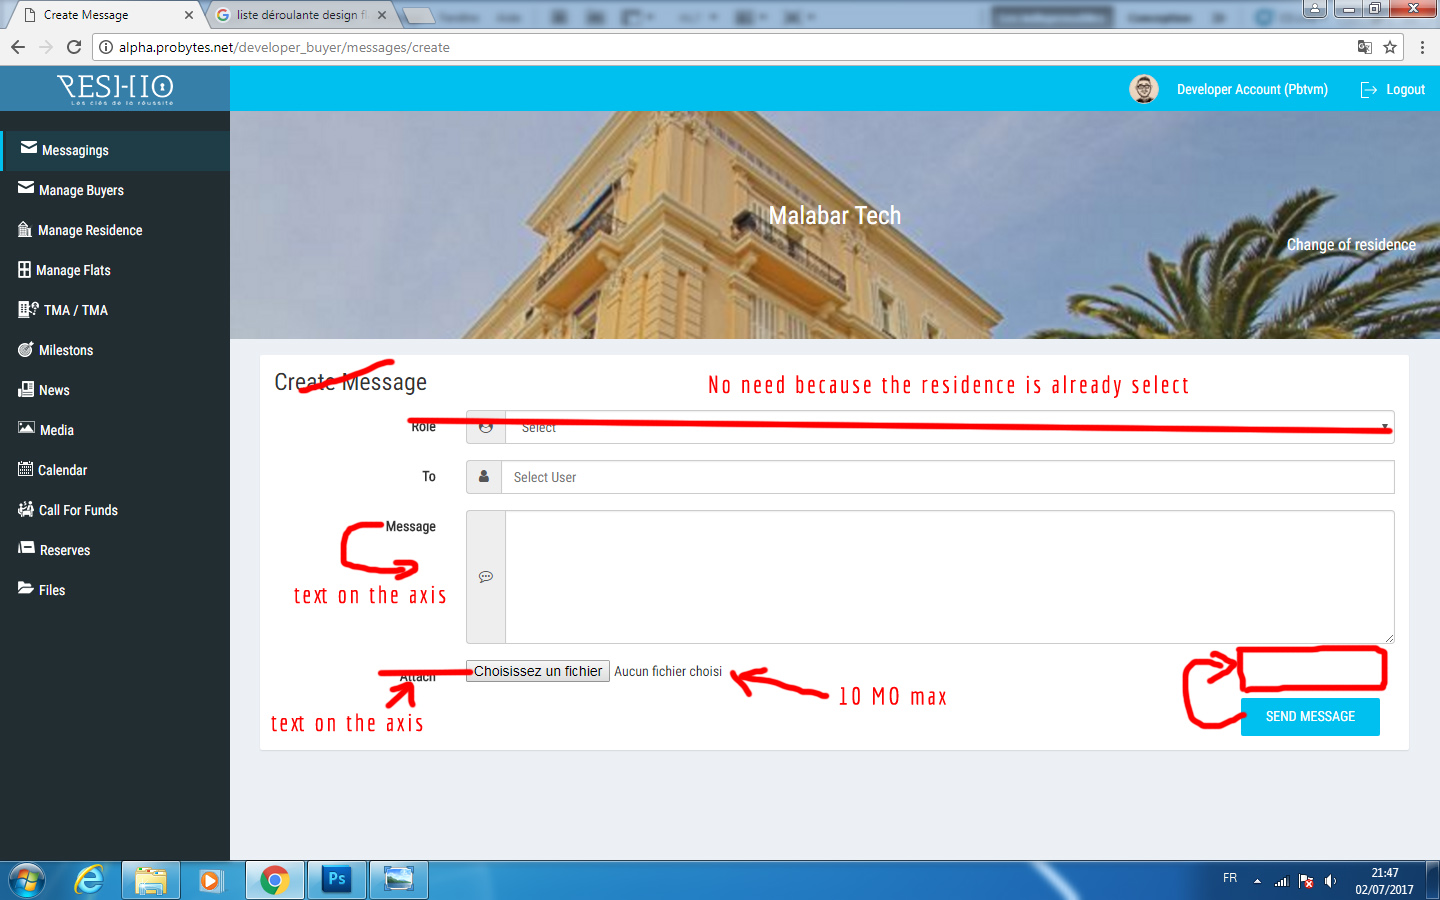 Create Message
liste déroulante design fl
alpha.probytes.net/developer_buyer/messages/create
RESHIO
Les clés de la réussite
Developer Account (Pbtvm)
Logout
Messagings
Manage Buyers
Manage Residence
Manage Flats
TMA / TMA
Milestons
News
Media
Calendar
Call For Funds
Reserves
Files
Malabar Tech
Change of residence
Create Message
No need because the residence is already select
Role
Select
To
Select User
Message
text on the axis
Attach
Choisissez un fichier
Aucun fichier choisi
10 MO max
text on the axis
SEND MESSAGE
Ps
FR
21:47
02/07/2017